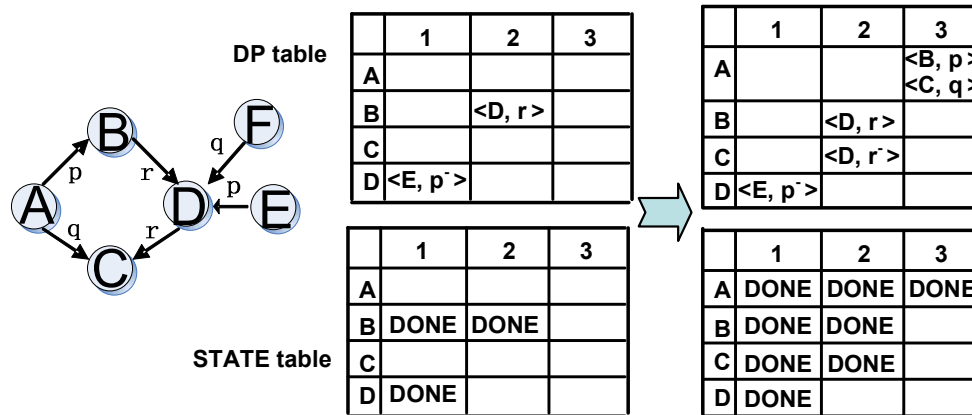 DP table
1 2 3
A
B <D, r>
C
D <E, p⁻>
1 2 3
A <B, p>
<C, q>
B <D, r>
C <D, r⁻>
D <E, p⁻>
B F
p r q
A D p E
q r
C
STATE table
1 2 3
A
B DONE DONE
C
D DONE
1 2 3
A DONE DONE DONE
B DONE DONE
C DONE DONE
D DONE